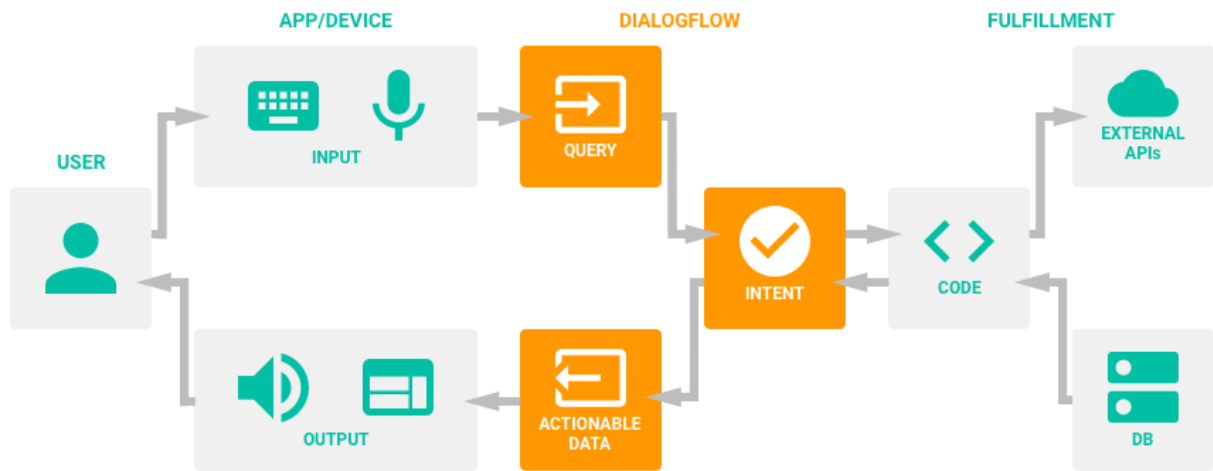 APP/DEVICE
DIALOGFLOW
FULFILLMENT
INPUT
QUERY
EXTERNAL
APIs
USER
INTENT
CODE
OUTPUT
ACTIONABLE
DATA
DB